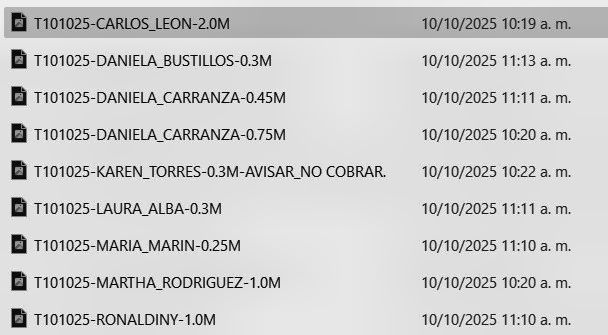 T101025-CARLOS_LEON-2.0M 10/10/2025 10:19 a. m.
T101025-DANIELA_BUSTILLOS-0.3M 10/10/2025 11:13 a. m.
T101025-DANIELA_CARRANZA-0.45M 10/10/2025 11:11 a. m.
T101025-DANIELA_CARRANZA-0.75M 10/10/2025 10:20 a. m.
T101025-KAREN_TORRES-0.3M-AVISAR_NO COBRAR. 10/10/2025 10:22 a. m.
T101025-LAURA_ALBA-0.3M 10/10/2025 11:11 a. m.
T101025-MARIA_MARIN-0.25M 10/10/2025 11:10 a. m.
T101025-MARTHA_RODRIGUEZ-1.0M 10/10/2025 10:20 a. m.
T101025-RONALDINY-1.0M 10/10/2025 11:10 a. m.